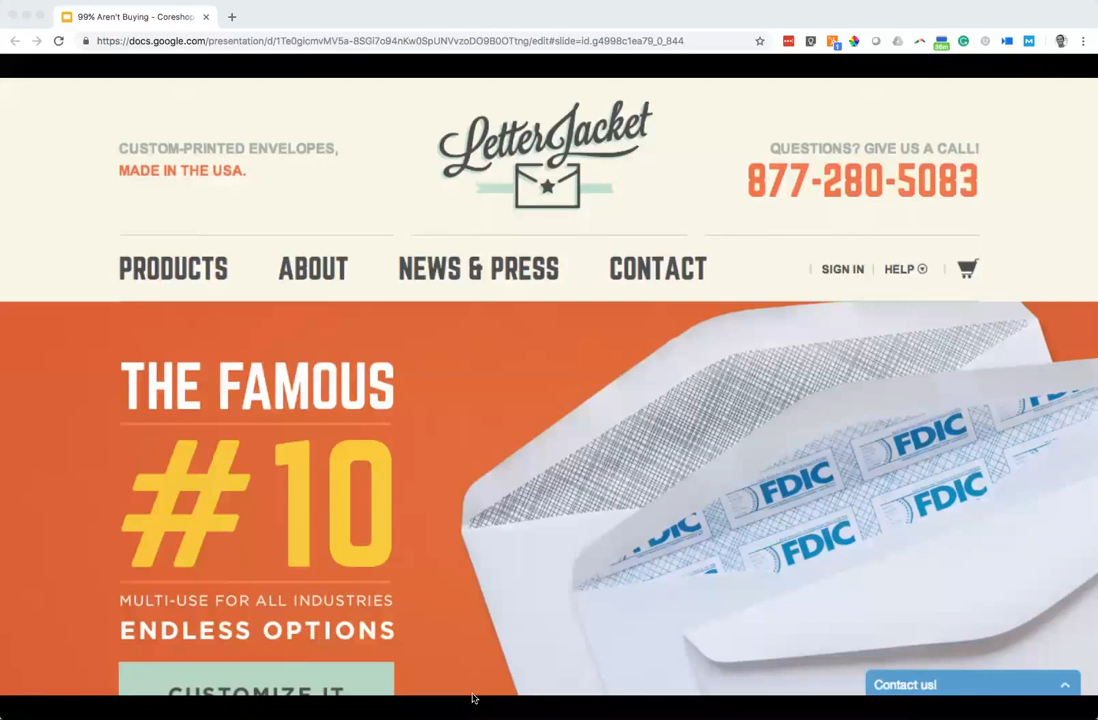 99% Aren't Buying - Coreshop
https://docs.google.com/presentation/d/1Te0gicmvMV5a-8SGl7o94nKw0SpUNVvzoDO9B0OTtng/edit#slide=id.g4998c1ea79_0_844
CUSTOM-PRINTED ENVELOPES,
MADE IN THE USA.
LetterJacket
QUESTIONS? GIVE US A CALL!
877-280-5083
PRODUCTS
ABOUT
NEWS & PRESS
CONTACT
SIGN IN
HELP
THE FAMOUS
#10
MULTI-USE FOR ALL INDUSTRIES
ENDLESS OPTIONS
CUSTOMIZE IT
FDIC
FDIC
FDIC
FDIC
FDIC
Contact us!